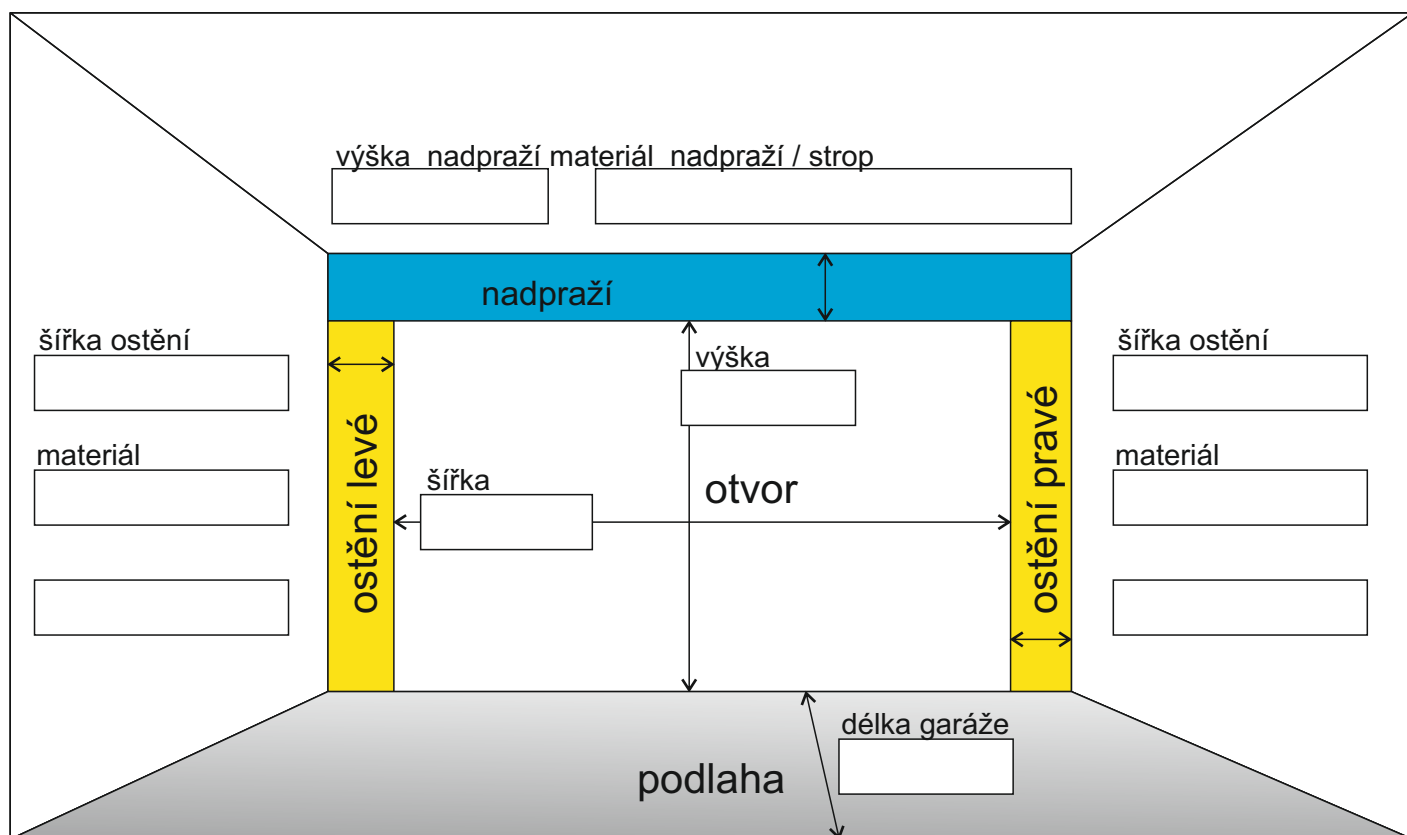 výška nadpraží materiál nadpraží / strop
nadpraží
šířka ostění
výška
šířka ostění
materiál
ostění levé
šířka
otvor
ostění pravé
materiál
délka garáže
podlaha